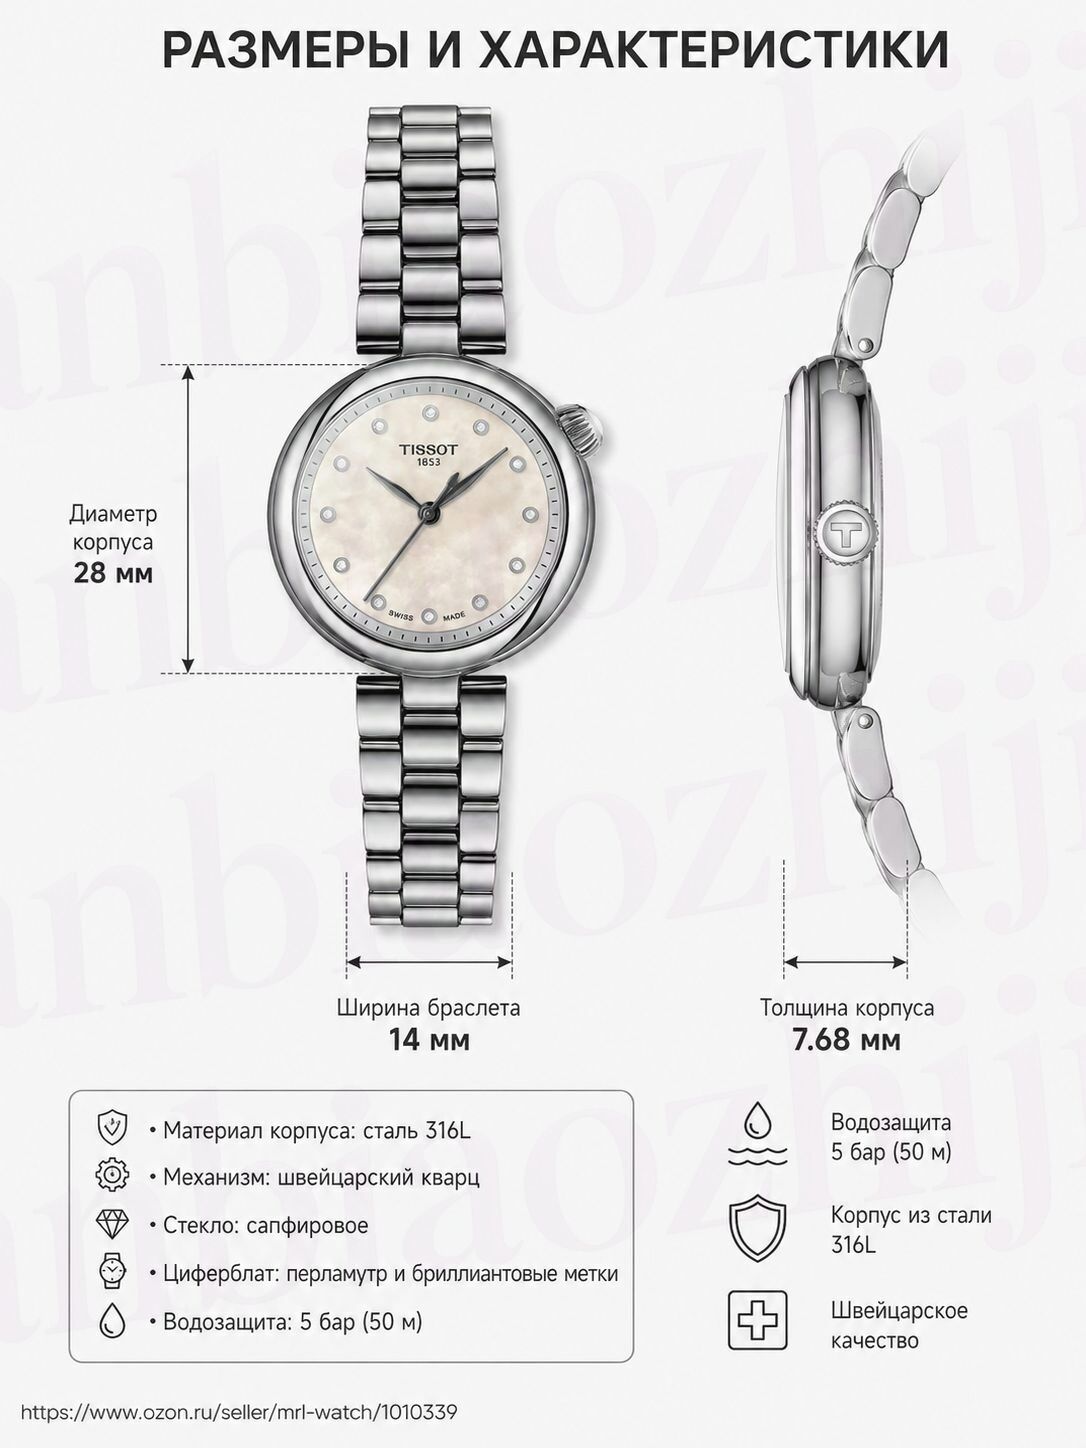 РАЗМЕРЫ И ХАРАКТЕРИСТИКИ
TISSOT
1853
SWISS MADE
T
Диаметр
корпуса
28 мм
Ширина браслета
14 мм
Толщина корпуса
7.68 мм
• Материал корпуса: сталь 316L
• Механизм: швейцарский кварц
• Стекло: сапфировое
• Циферблат: перламутр и бриллиантовые метки
• Водозащита: 5 бар (50 м)
Водозащита
5 бар (50 м)
Корпус из стали
316L
Швейцарское
качество
https://www.ozon.ru/seller/mrl-watch/1010339